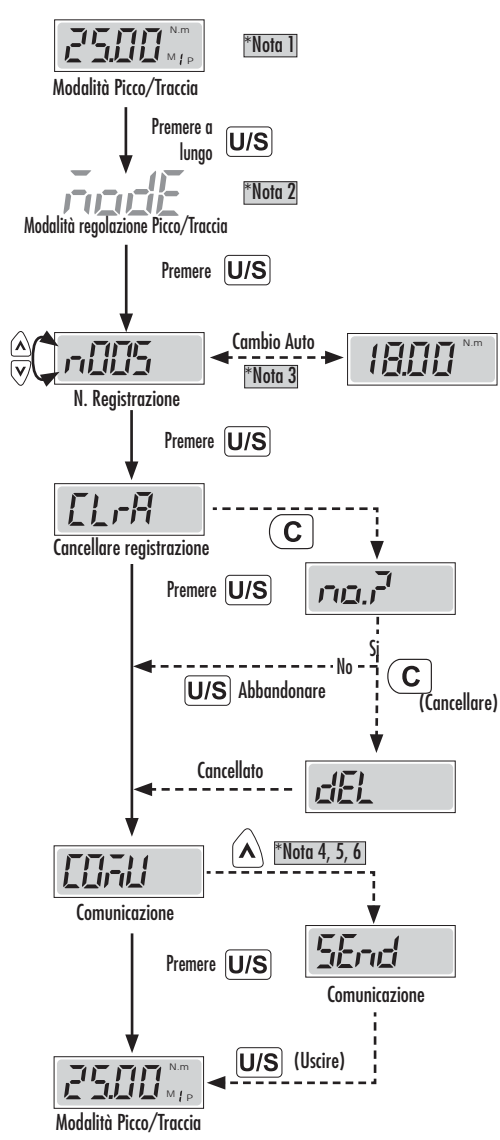 25.00 N.m M I P
*Nota 1
Modalità Picco/Traccia
Premere a
lungo U/S
modE
*Nota 2
Modalità regolazione Picco/Traccia
Premere U/S
n005
Cambio Auto
18.00 N.m
*Nota 3
N. Registrazione
Premere U/S
CLrA
C
Cancellare registrazione
Premere U/S
no.?
Si
No
C
U/S Abbandonare
(Cancellare)
Cancellato
dEL
*Nota 4, 5, 6
COmU
Comunicazione
SEnd
Premere U/S
Comunicazione
U/S (Uscire)
25.00 N.m M I P
Modalità Picco/Traccia